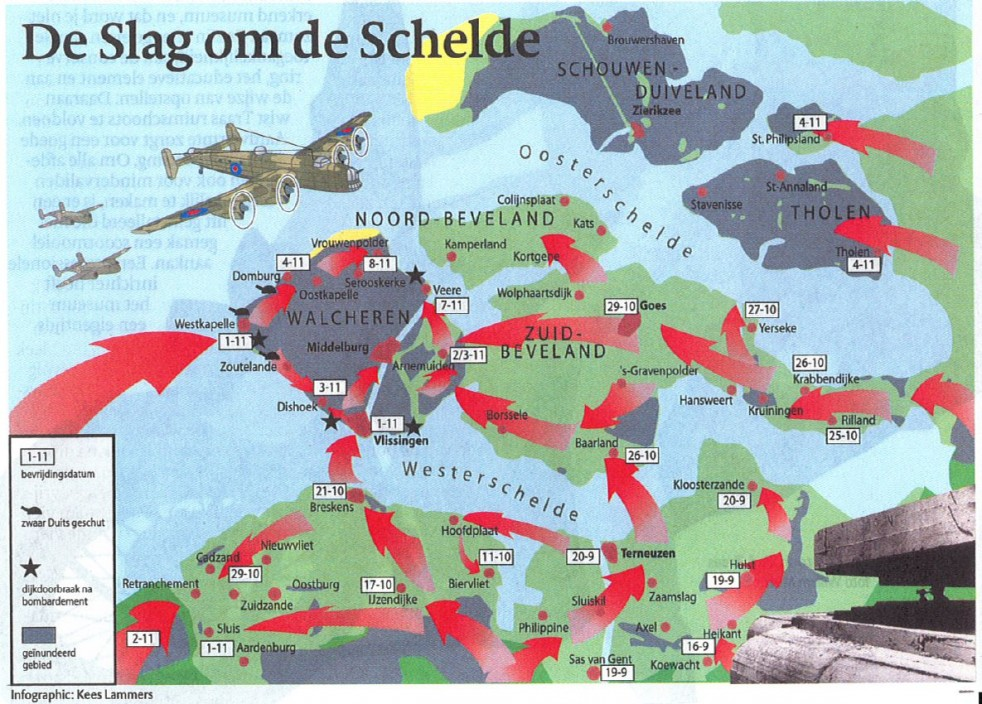 De Slag om de Schelde
Brouwershaven
SCHOUWEN-
DUIVELAND
Zierikzee
4-11
St. Philipsland
Oosterschelde
St-Annaland
Stavenisse
THOLEN
Tholen
4-11
Colijnsplaat
NOORD-BEVELAND
Kats
Vrouwenpolder
Kamperland
Kortgene
4-11
8-11
Domburg
Serooskerke
Oostkapelle
Veere
Wolphaartsdijk
7-11
29-10
Goes
27-10
Westkapelle
WALCHEREN
ZUID-
BEVELAND
Yerseke
1-11
Middelburg
2/3-11
Zoutelande
Arnemuiden
's-Gravenpolder
26-10
Krabbendijke
3-11
Hansweert
Kruiningen
Dishoek
Borssele
Rilland
1-11
Vlissingen
Baarland
25-10
26-10
Westerschelde
Kloosterzande
21-10
20-9
Breskens
Hoofdplaat
Nieuwvliet
Cadzand
11-10
20-9
Terneuzen
Hulst
29-10
Retranchement
Oostburg
17-10
Biervliet
19-9
Zuidzande
IJzendijke
Zaamslag
Sluiskil
Philippine
Axel
Heikant
2-11
Sluis
1-11
Aardenburg
16-9
Sas van Gent
Koewacht
19-9
1-11
bevrijdingsdatum
zwaar Duits geschut
dijkdoorbraak na
bombardement
geïnundeerd
gebied
Infographic: Kees Lammers